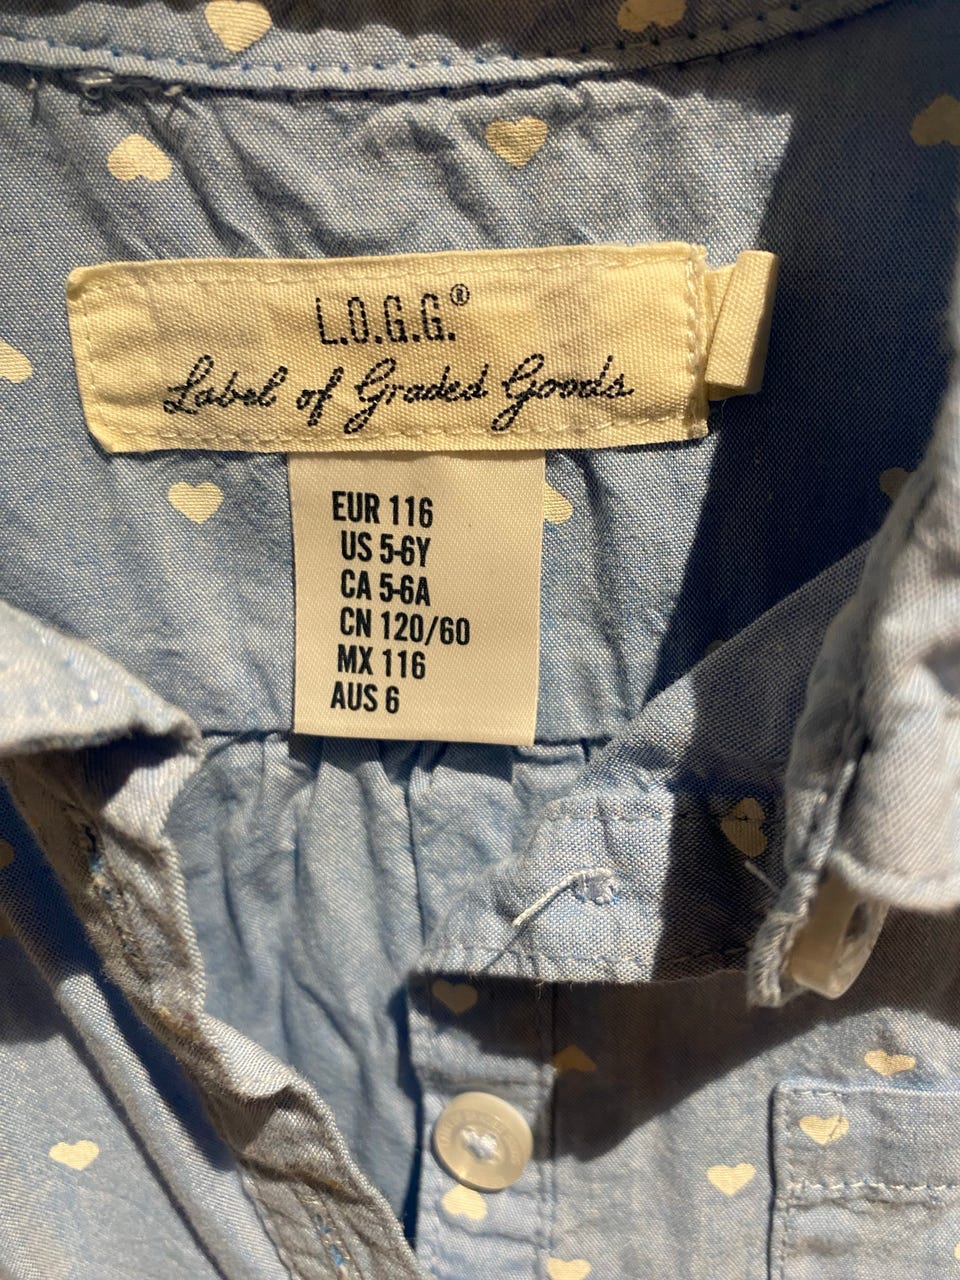 L.O.G.G.®
Label of Graded Goods
EUR 116
US 5-6Y
CA 5-6A
CN 120/60
MX 116
AUS 6